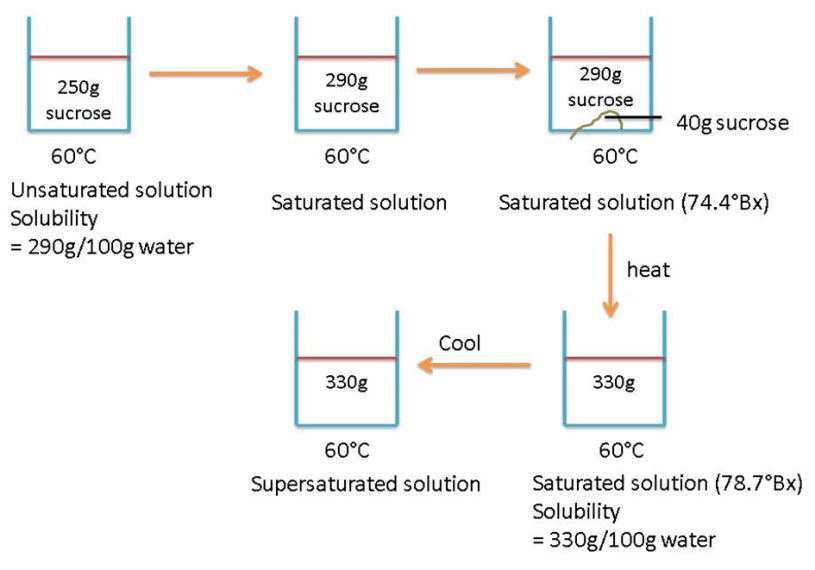 250g
sucrose
60°C
Unsaturated solution
Solubility
= 290g/100g water
290g
sucrose
60°C
Saturated solution
290g
sucrose
40g sucrose
60°C
Saturated solution (74.4°Bx)
heat
330g
60°C
Saturated solution (78.7°Bx)
Solubility
= 330g/100g water
Cool
330g
60°C
Supersaturated solution